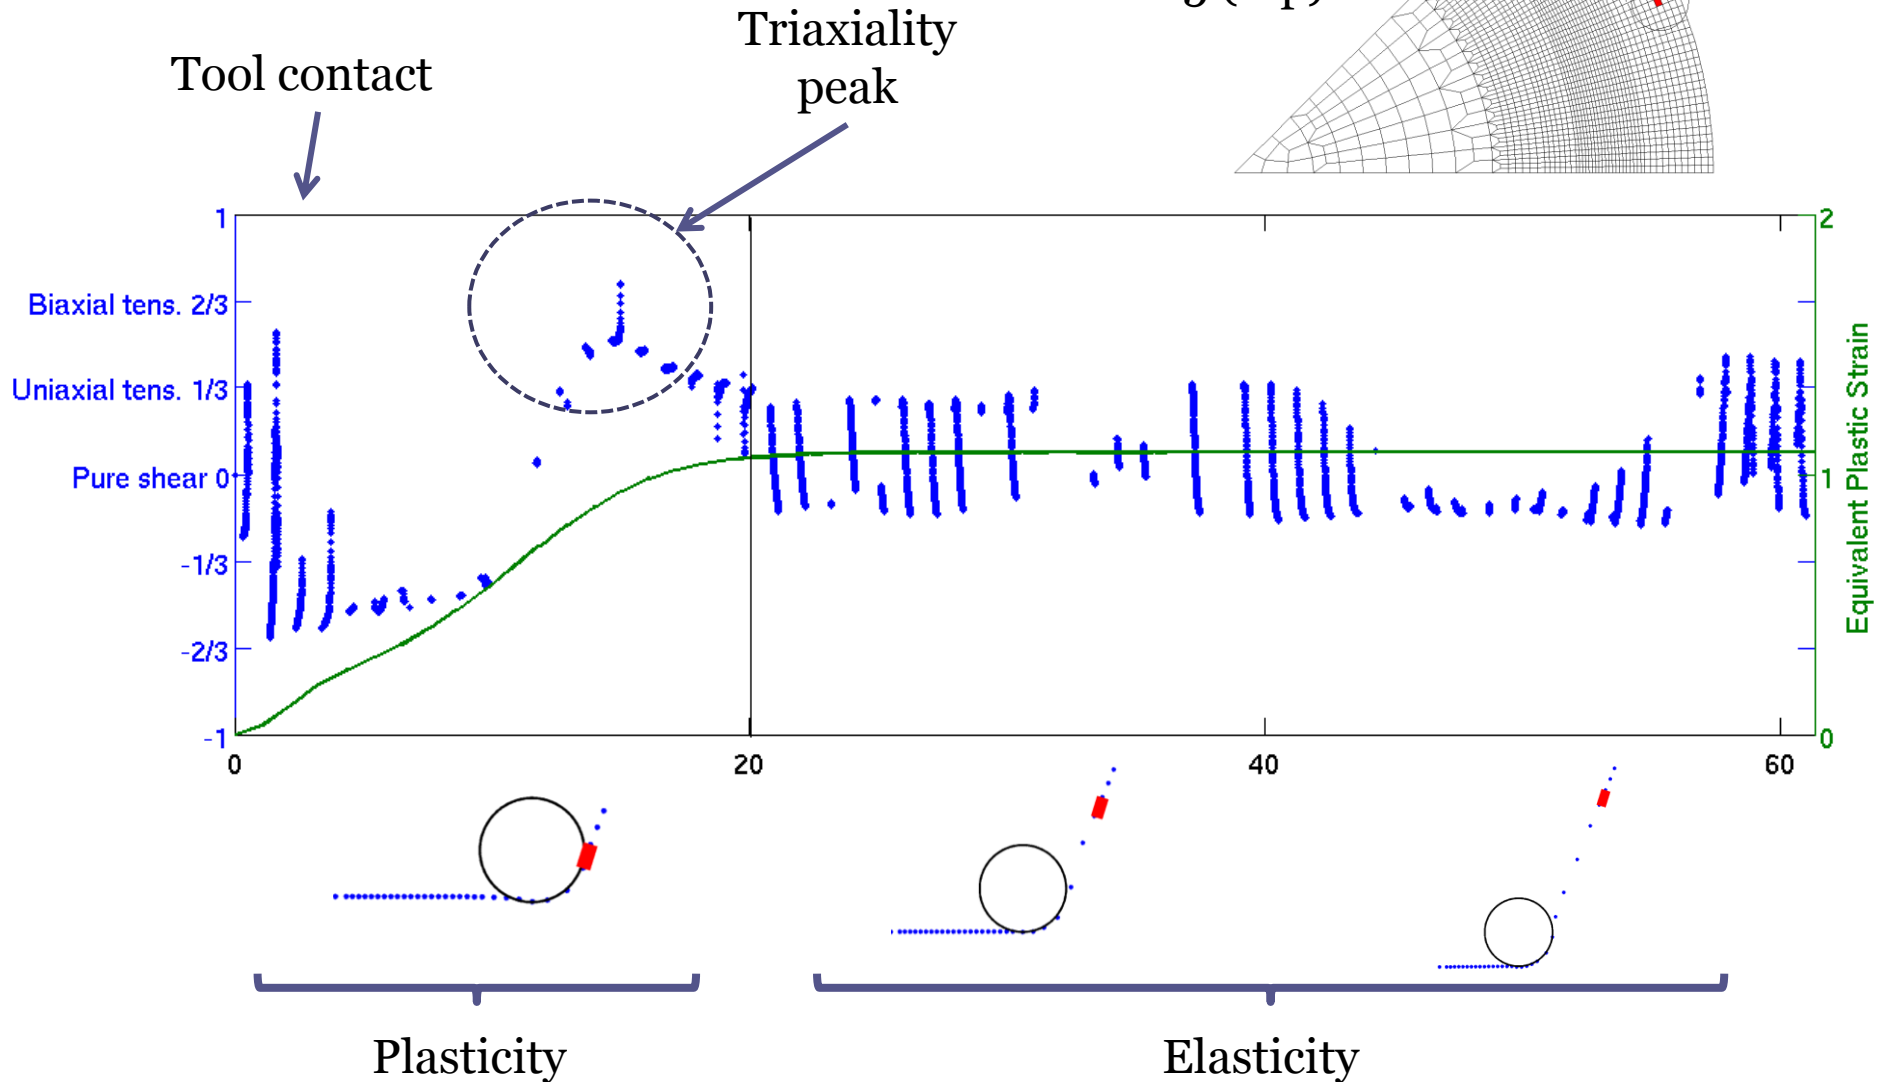 Triaxiality
peak
Tool contact
1
Biaxial tens. 2/3
Uniaxial tens. 1/3
Pure shear 0
-1/3
-2/3
-1
2
1
0
Equivalent Plastic Strain
0
20
40
60
Plasticity
Elasticity